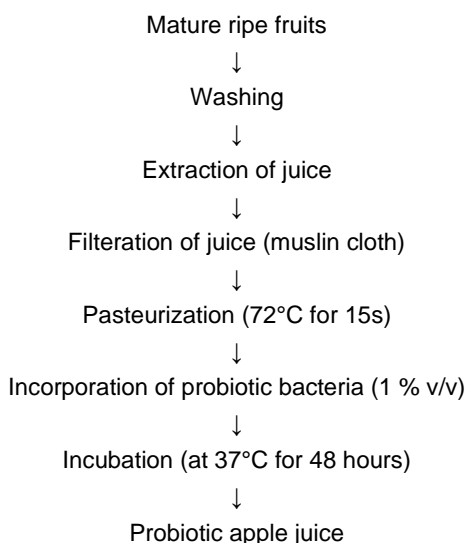 Mature ripe fruits
↓
Washing
↓
Extraction of juice
↓
Filteration of juice (muslin cloth)
↓
Pasteurization (72°C for 15s)
↓
Incorporation of probiotic bacteria (1 % v/v)
↓
Incubation (at 37°C for 48 hours)
↓
Probiotic apple juice